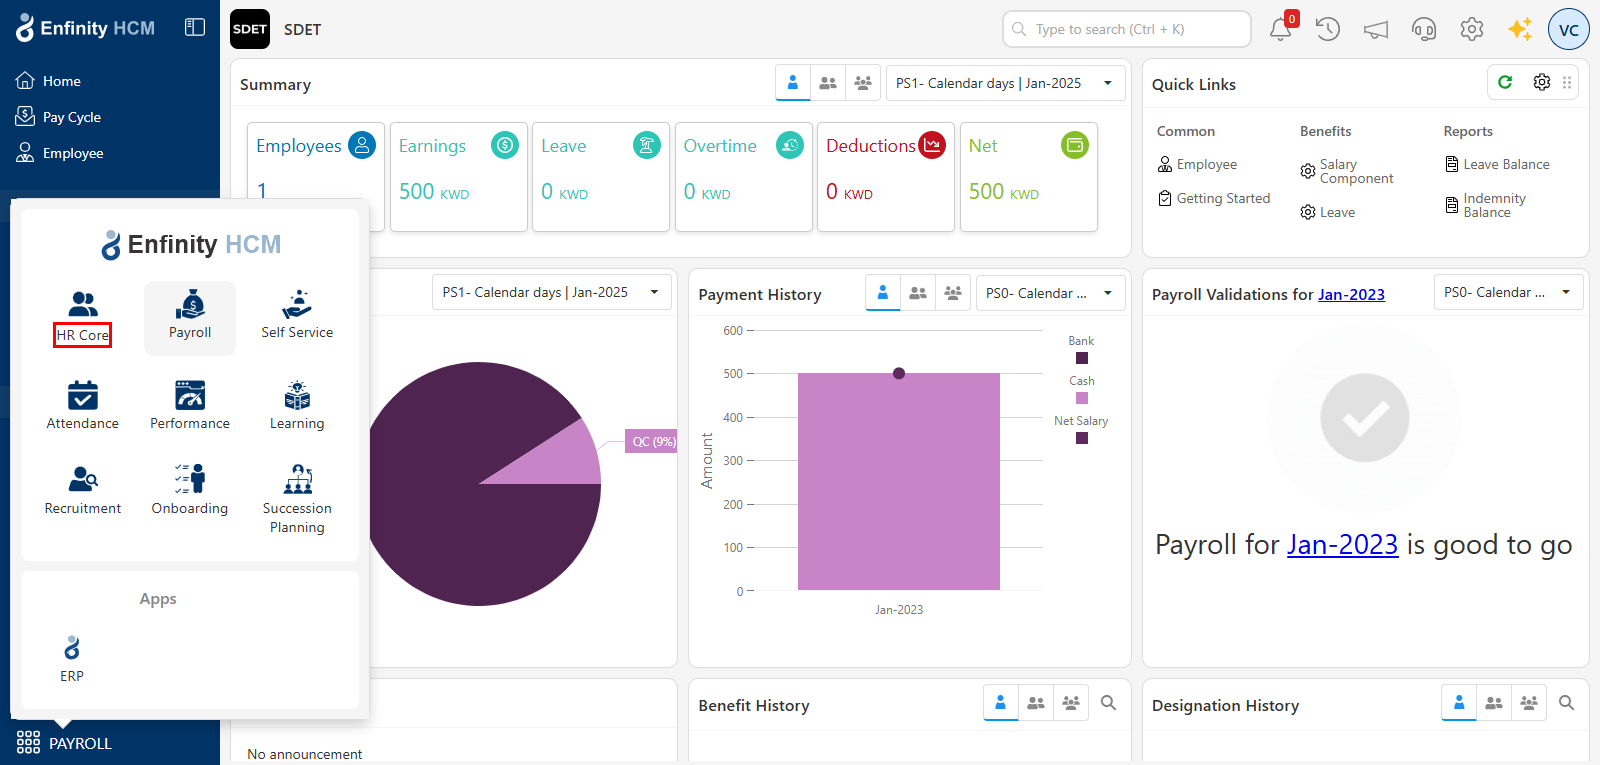 Enfinity HCM
SDET
SDET
Type to search (Ctrl + K)
0
VC
Home
Pay Cycle
Employee
Summary
PS1- Calendar days | Jan-2025
Employees
1
Earnings
500 KWD
Leave
0 KWD
Overtime
0 KWD
Deductions
0 KWD
Net
500 KWD
Quick Links
Common
Employee
Getting Started
Benefits
Salary
Component
Leave
Reports
Leave Balance
Indemnity
Balance
Enfinity HCM
HR Core
Payroll
Self Service
Attendance
Performance
Learning
Recruitment
Onboarding
Succession
Planning
Apps
ERP
PAYROLL
PS1- Calendar days | Jan-2025
QC (9%)
Payment History
PS0- Calendar ...
600
500
400
300
200
100
0
Amount
Jan-2023
Bank
Cash
Net Salary
Payroll Validations for Jan-2023
PS0- Calendar ...
Payroll for Jan-2023 is good to go
No announcement
Benefit History
Designation History